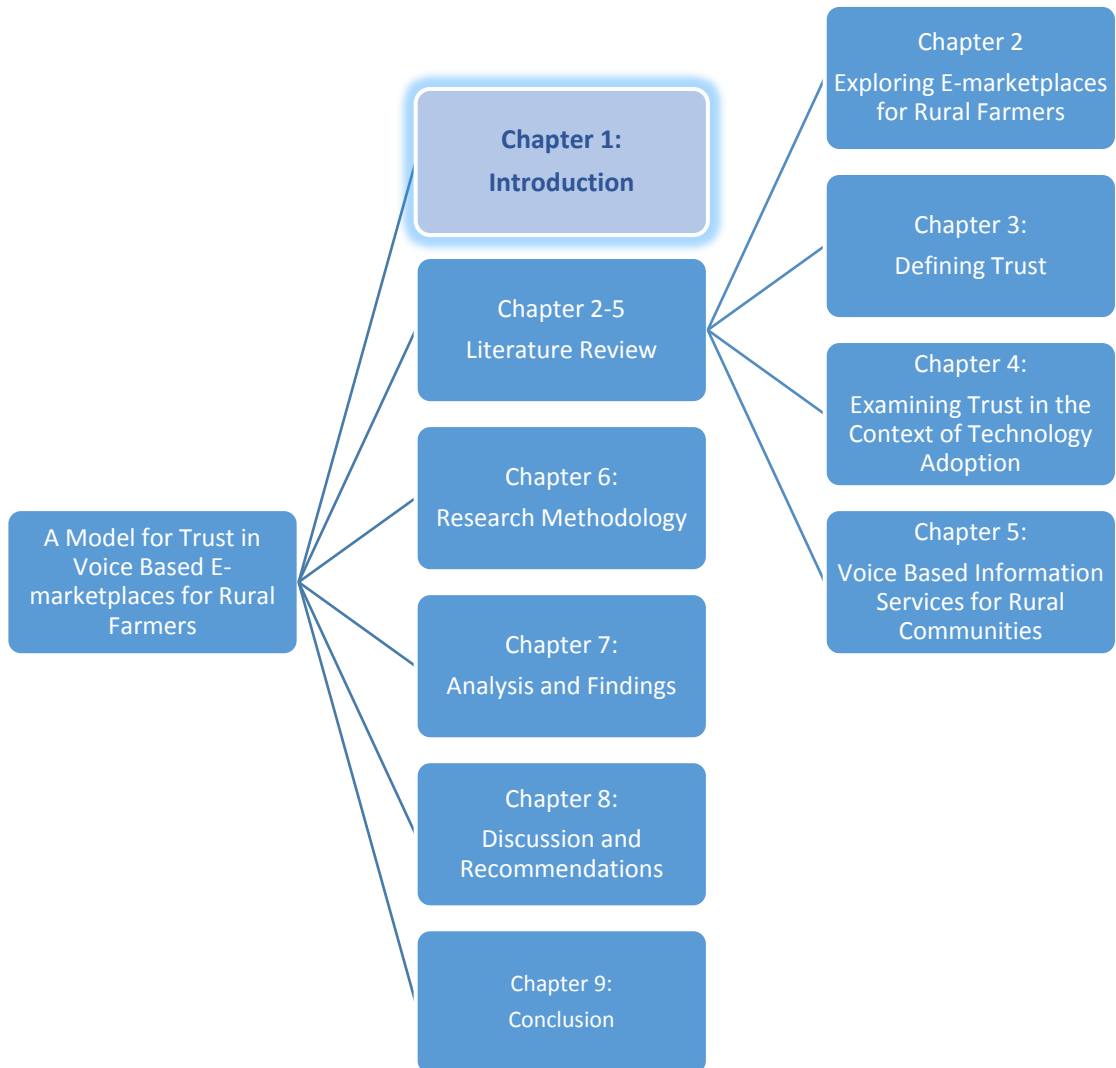 A Model for Trust in
Voice Based E-
marketplaces for Rural
Farmers
Chapter 1:
Introduction
Chapter 2-5
Literature Review
Chapter 6:
Research Methodology
Chapter 7:
Analysis and Findings
Chapter 8:
Discussion and
Recommendations
Chapter 9:
Conclusion
Chapter 2
Exploring E-marketplaces
for Rural Farmers
Chapter 3:
Defining Trust
Chapter 4:
Examining Trust in the
Context of Technology
Adoption
Chapter 5:
Voice Based Information
Services for Rural
Communities